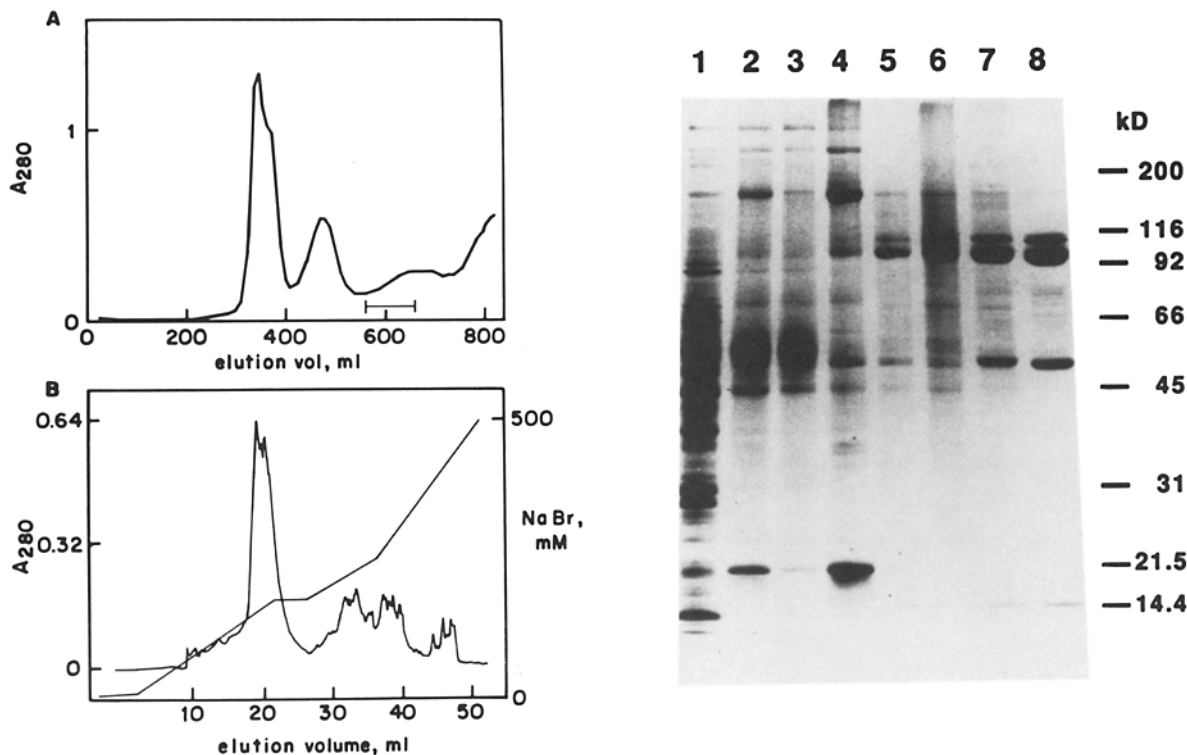 A
1
A280
0
0 200 400 600 800
elution vol, ml
B
0.64
0.32
A280
0
500
NaBr,
mM
0
10 20 30 40 50
elution volume, ml
1 2 3 4 5 6 7 8
kD
200
116
92
66
45
31
21.5
14.4